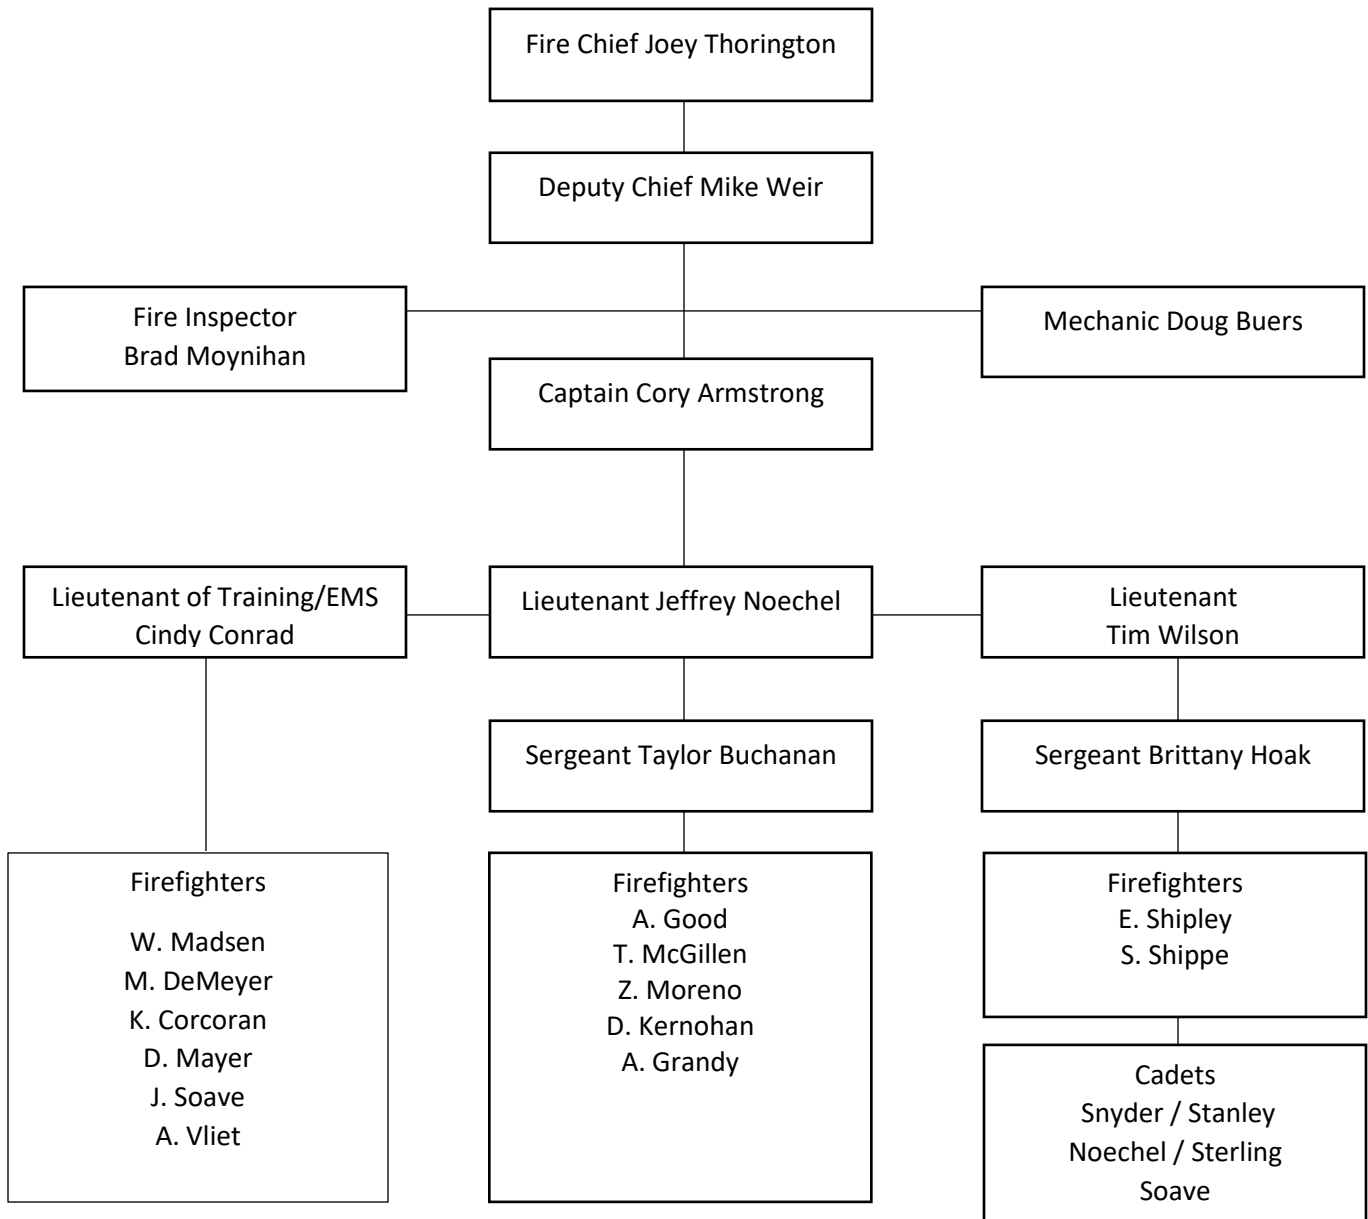 Fire Chief Joey Thorington
Deputy Chief Mike Weir
Fire Inspector
Brad Moynihan
Mechanic Doug Buers
Captain Cory Armstrong
Lieutenant of Training/EMS
Cindy Conrad
Lieutenant Jeffrey Noechel
Lieutenant
Tim Wilson
Sergeant Taylor Buchanan
Sergeant Brittany Hoak
Firefighters
W. Madsen
M. DeMeyer
K. Corcoran
D. Mayer
J. Soave
A. Vliet
Firefighters
A. Good
T. McGillen
Z. Moreno
D. Kernohan
A. Grandy
Firefighters
E. Shipley
S. Shippe
Cadets
Snyder / Stanley
Noechel / Sterling
Soave